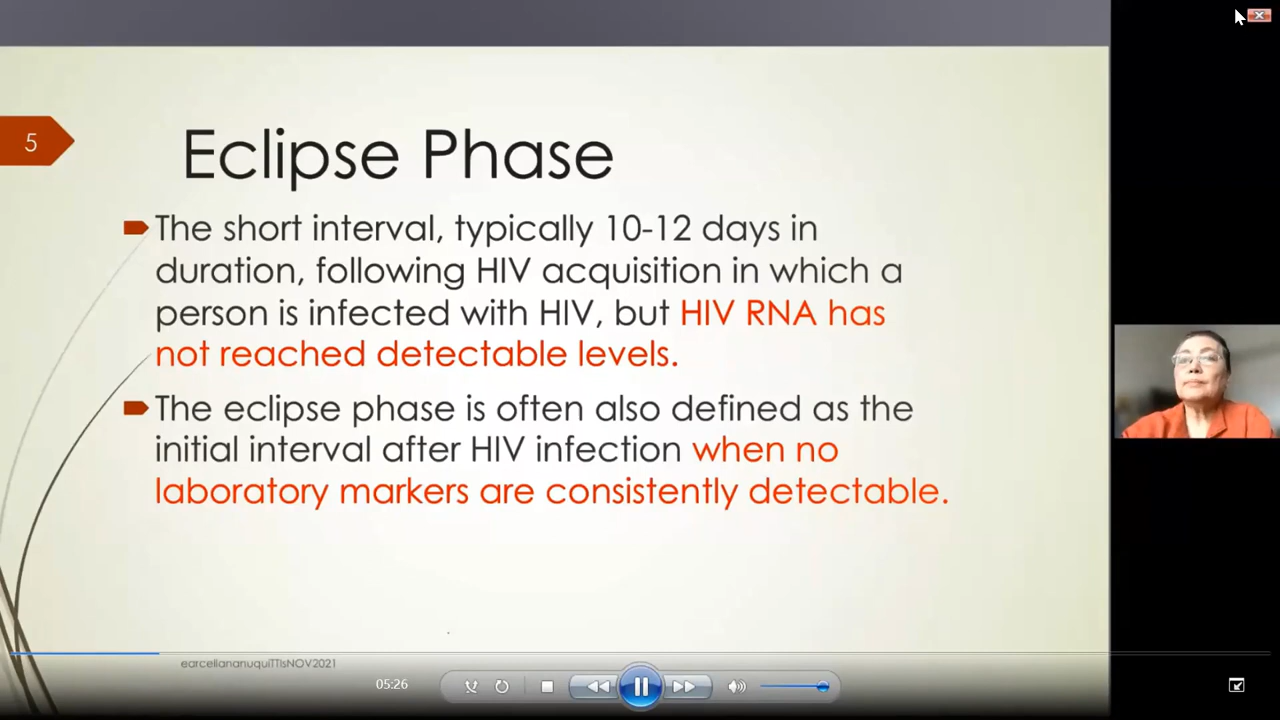 5
Eclipse Phase
The short interval, typically 10-12 days in
duration, following HIV acquisition in which a
person is infected with HIV, but HIV RNA has
not reached detectable levels.
The eclipse phase is often also defined as the
initial interval after HIV infection when no
laboratory markers are consistently detectable.
earcellananuquiTTIsNOV2021
05:26